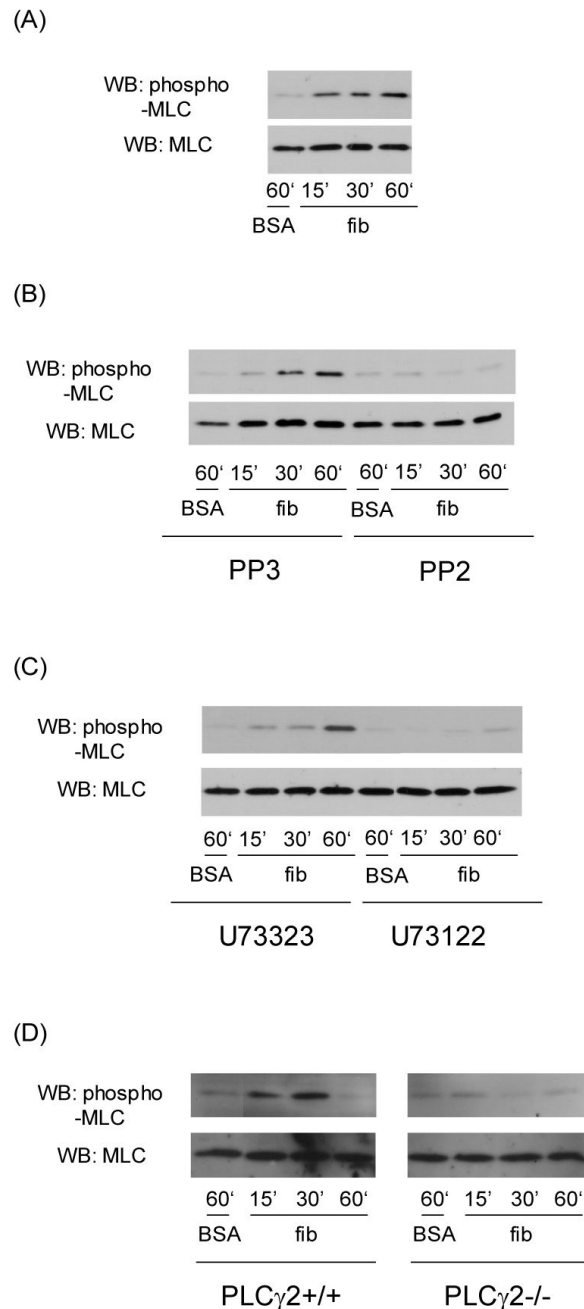 (A)
WB: phospho
-MLC
WB: MLC
60‘ 15’ 30’ 60‘
BSA fib
(B)
WB: phospho
-MLC
WB: MLC
60‘ 15’ 30’ 60‘ 60‘ 15’ 30’ 60‘
BSA fib BSA fib
PP3 PP2
(C)
WB: phospho
-MLC
WB: MLC
60‘ 15’ 30’ 60‘ 60‘ 15’ 30’ 60‘
BSA fib BSA fib
U73323 U73122
(D)
WB: phospho
-MLC
WB: MLC
60‘ 15’ 30’ 60‘ 60‘ 15’ 30’ 60‘
BSA fib BSA fib
PLCγ2+/+ PLCγ2-/-